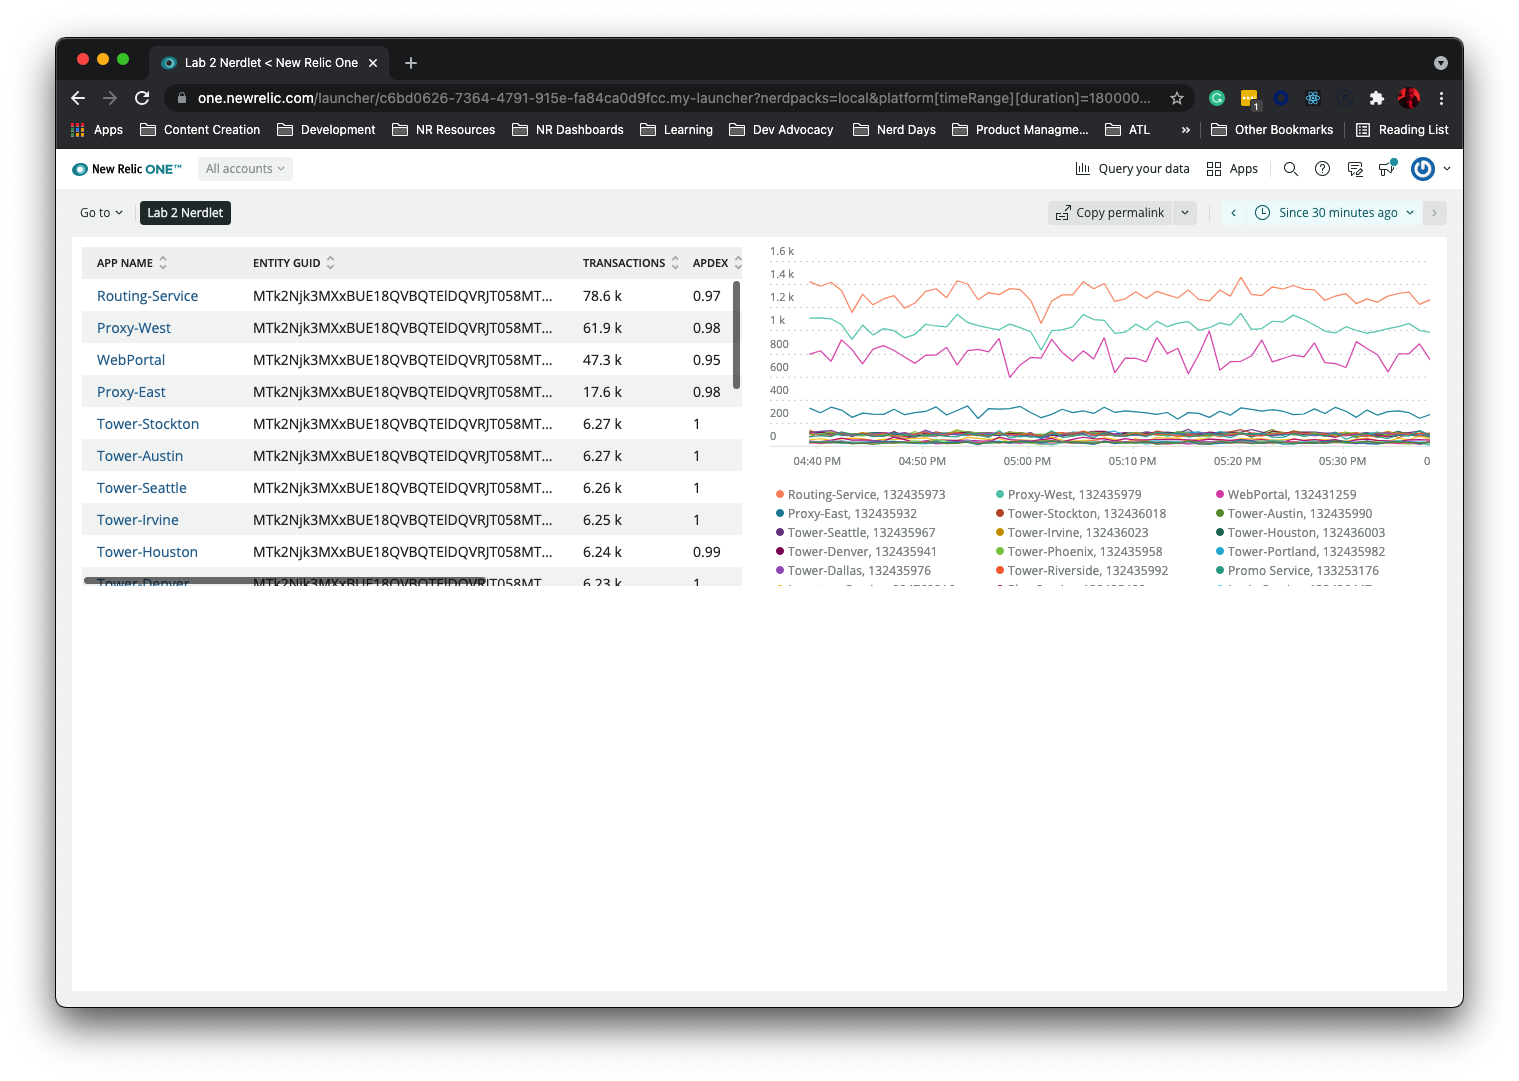 Lab 2 Nerdlet < New Relic One
one.newrelic.com/launcher/c6bd0626-7364-4791-915e-fa84ca0d9fcc.my-launcher?nerdpacks=local&platform[timeRange][duration]=180000...
1
Apps Content Creation Development NR Resources NR Dashboards Learning Dev Advocacy Nerd Days Product Managme... ATL » Other Bookmarks Reading List
New Relic ONE™ All accounts Query your data Apps
Go to Lab 2 Nerdlet Copy permalink Since 30 minutes ago
APP NAME ENTITY GUID TRANSACTIONS APDEX
Routing-Service MTk2Njk3MXxBUE18QVBQTElDQVRJT058MT... 78.6 k 0.97
Proxy-West MTk2Njk3MXxBUE18QVBQTElDQVRJT058MT... 61.9 k 0.98
WebPortal MTk2Njk3MXxBUE18QVBQTElDQVRJT058MT... 47.3 k 0.95
Proxy-East MTk2Njk3MXxBUE18QVBQTElDQVRJT058MT... 17.6 k 0.98
Tower-Stockton MTk2Njk3MXxBUE18QVBQTElDQVRJT058MT... 6.27 k 1
Tower-Austin MTk2Njk3MXxBUE18QVBQTElDQVRJT058MT... 6.27 k 1
Tower-Seattle MTk2Njk3MXxBUE18QVBQTElDQVRJT058MT... 6.26 k 1
Tower-Irvine MTk2Njk3MXxBUE18QVBQTElDQVRJT058MT... 6.25 k 1
Tower-Houston MTk2Njk3MXxBUE18QVBQTElDQVRJT058MT... 6.24 k 0.99
Tower-Denver MTk2Njk3MXxBUE18QVBQTElDQVRJT058MT... 6.23 k 1
1.6 k
1.4 k
1.2 k
1 k
800
600
400
200
0
04:40 PM 04:50 PM 05:00 PM 05:10 PM 05:20 PM 05:30 PM 0
Routing-Service, 132435973 Proxy-West, 132435979 WebPortal, 132431259
Proxy-East, 132435932 Tower-Stockton, 132436018 Tower-Austin, 132435990
Tower-Seattle, 132435967 Tower-Irvine, 132436023 Tower-Houston, 132436003
Tower-Denver, 132435941 Tower-Phoenix, 132435958 Tower-Portland, 132435982
Tower-Dallas, 132435976 Tower-Riverside, 132435992 Promo Service, 133253176